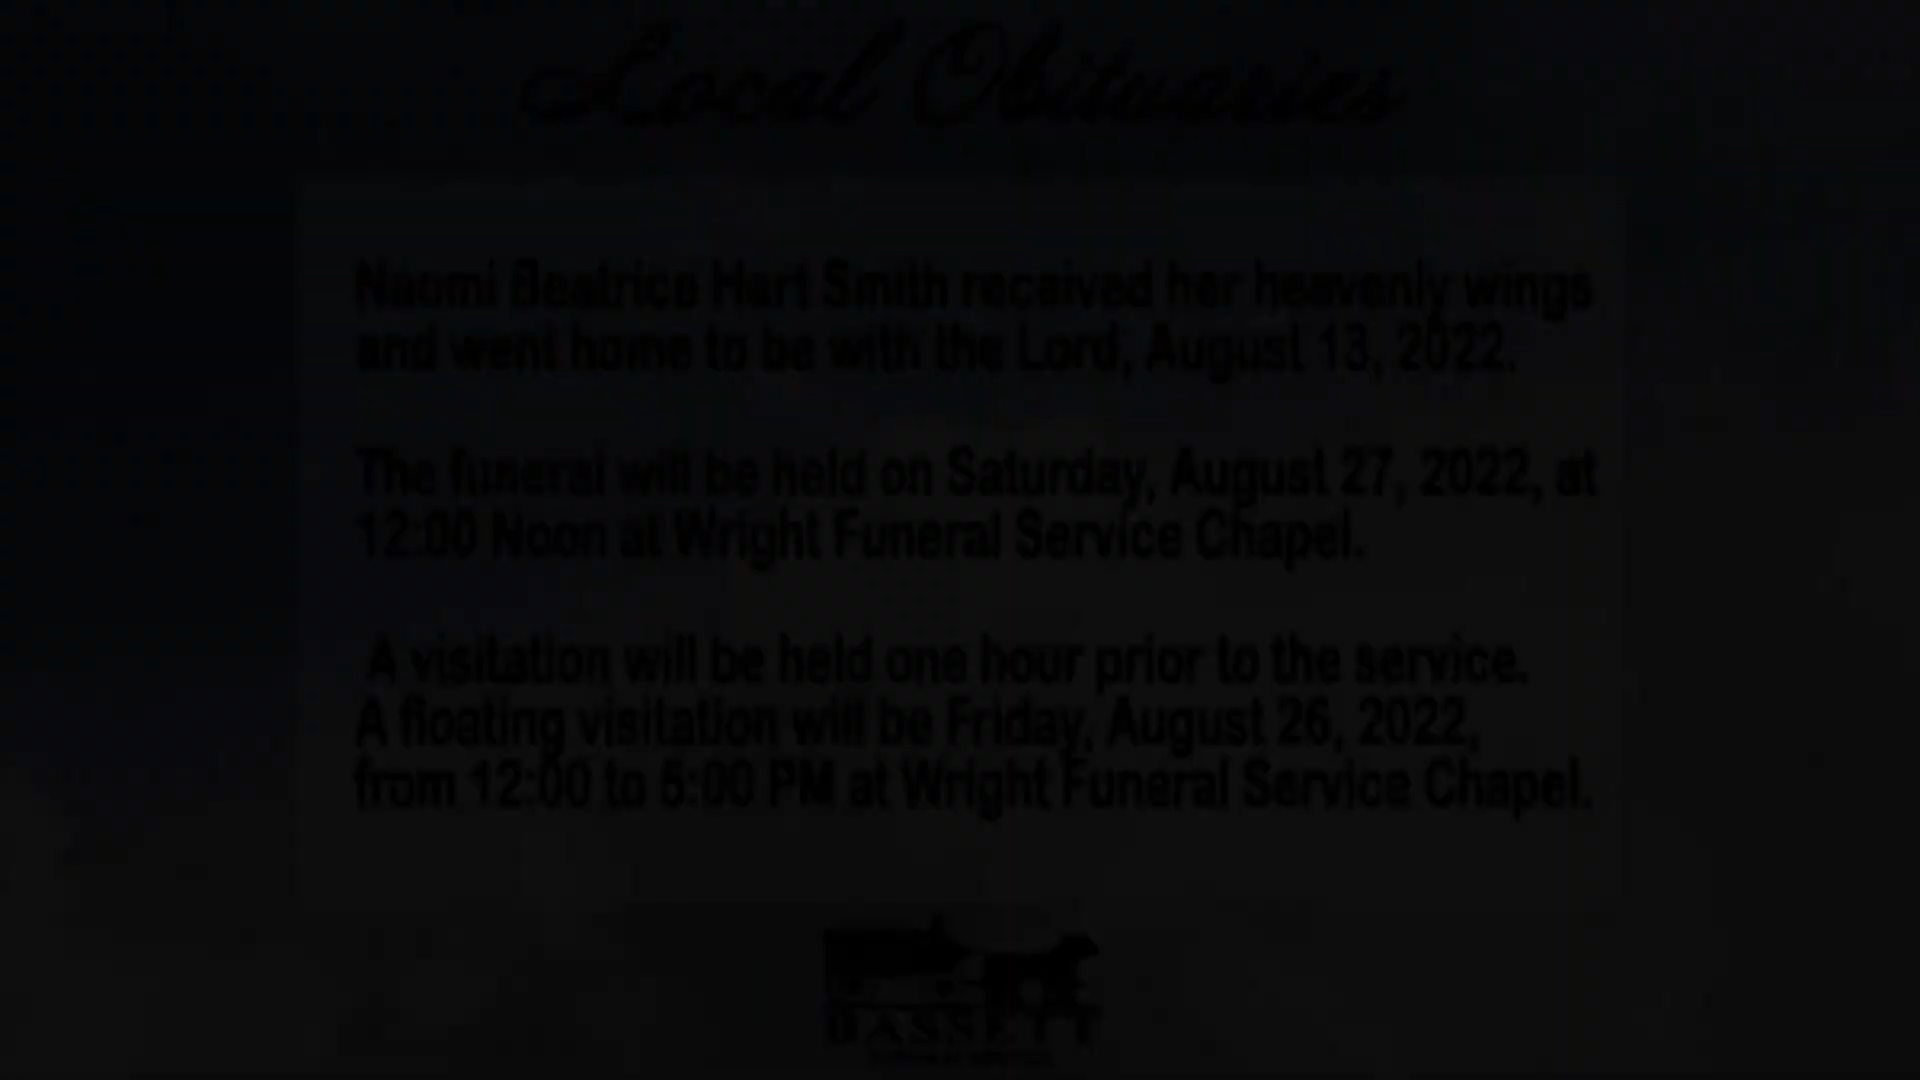 Local Obituaries
Naomi Beatrice Hart Smith received her heavenly wings
and went home to be with the Lord, August 13, 2022.
The funeral will be held on Saturday, August 27, 2022, at
12:00 Noon at Wright Funeral Service Chapel.
A visitation will be held one hour prior to the service.
A floating visitation will be Friday, August 26, 2022,
from 12:00 to 5:00 PM at Wright Funeral Service Chapel.
BASSETT